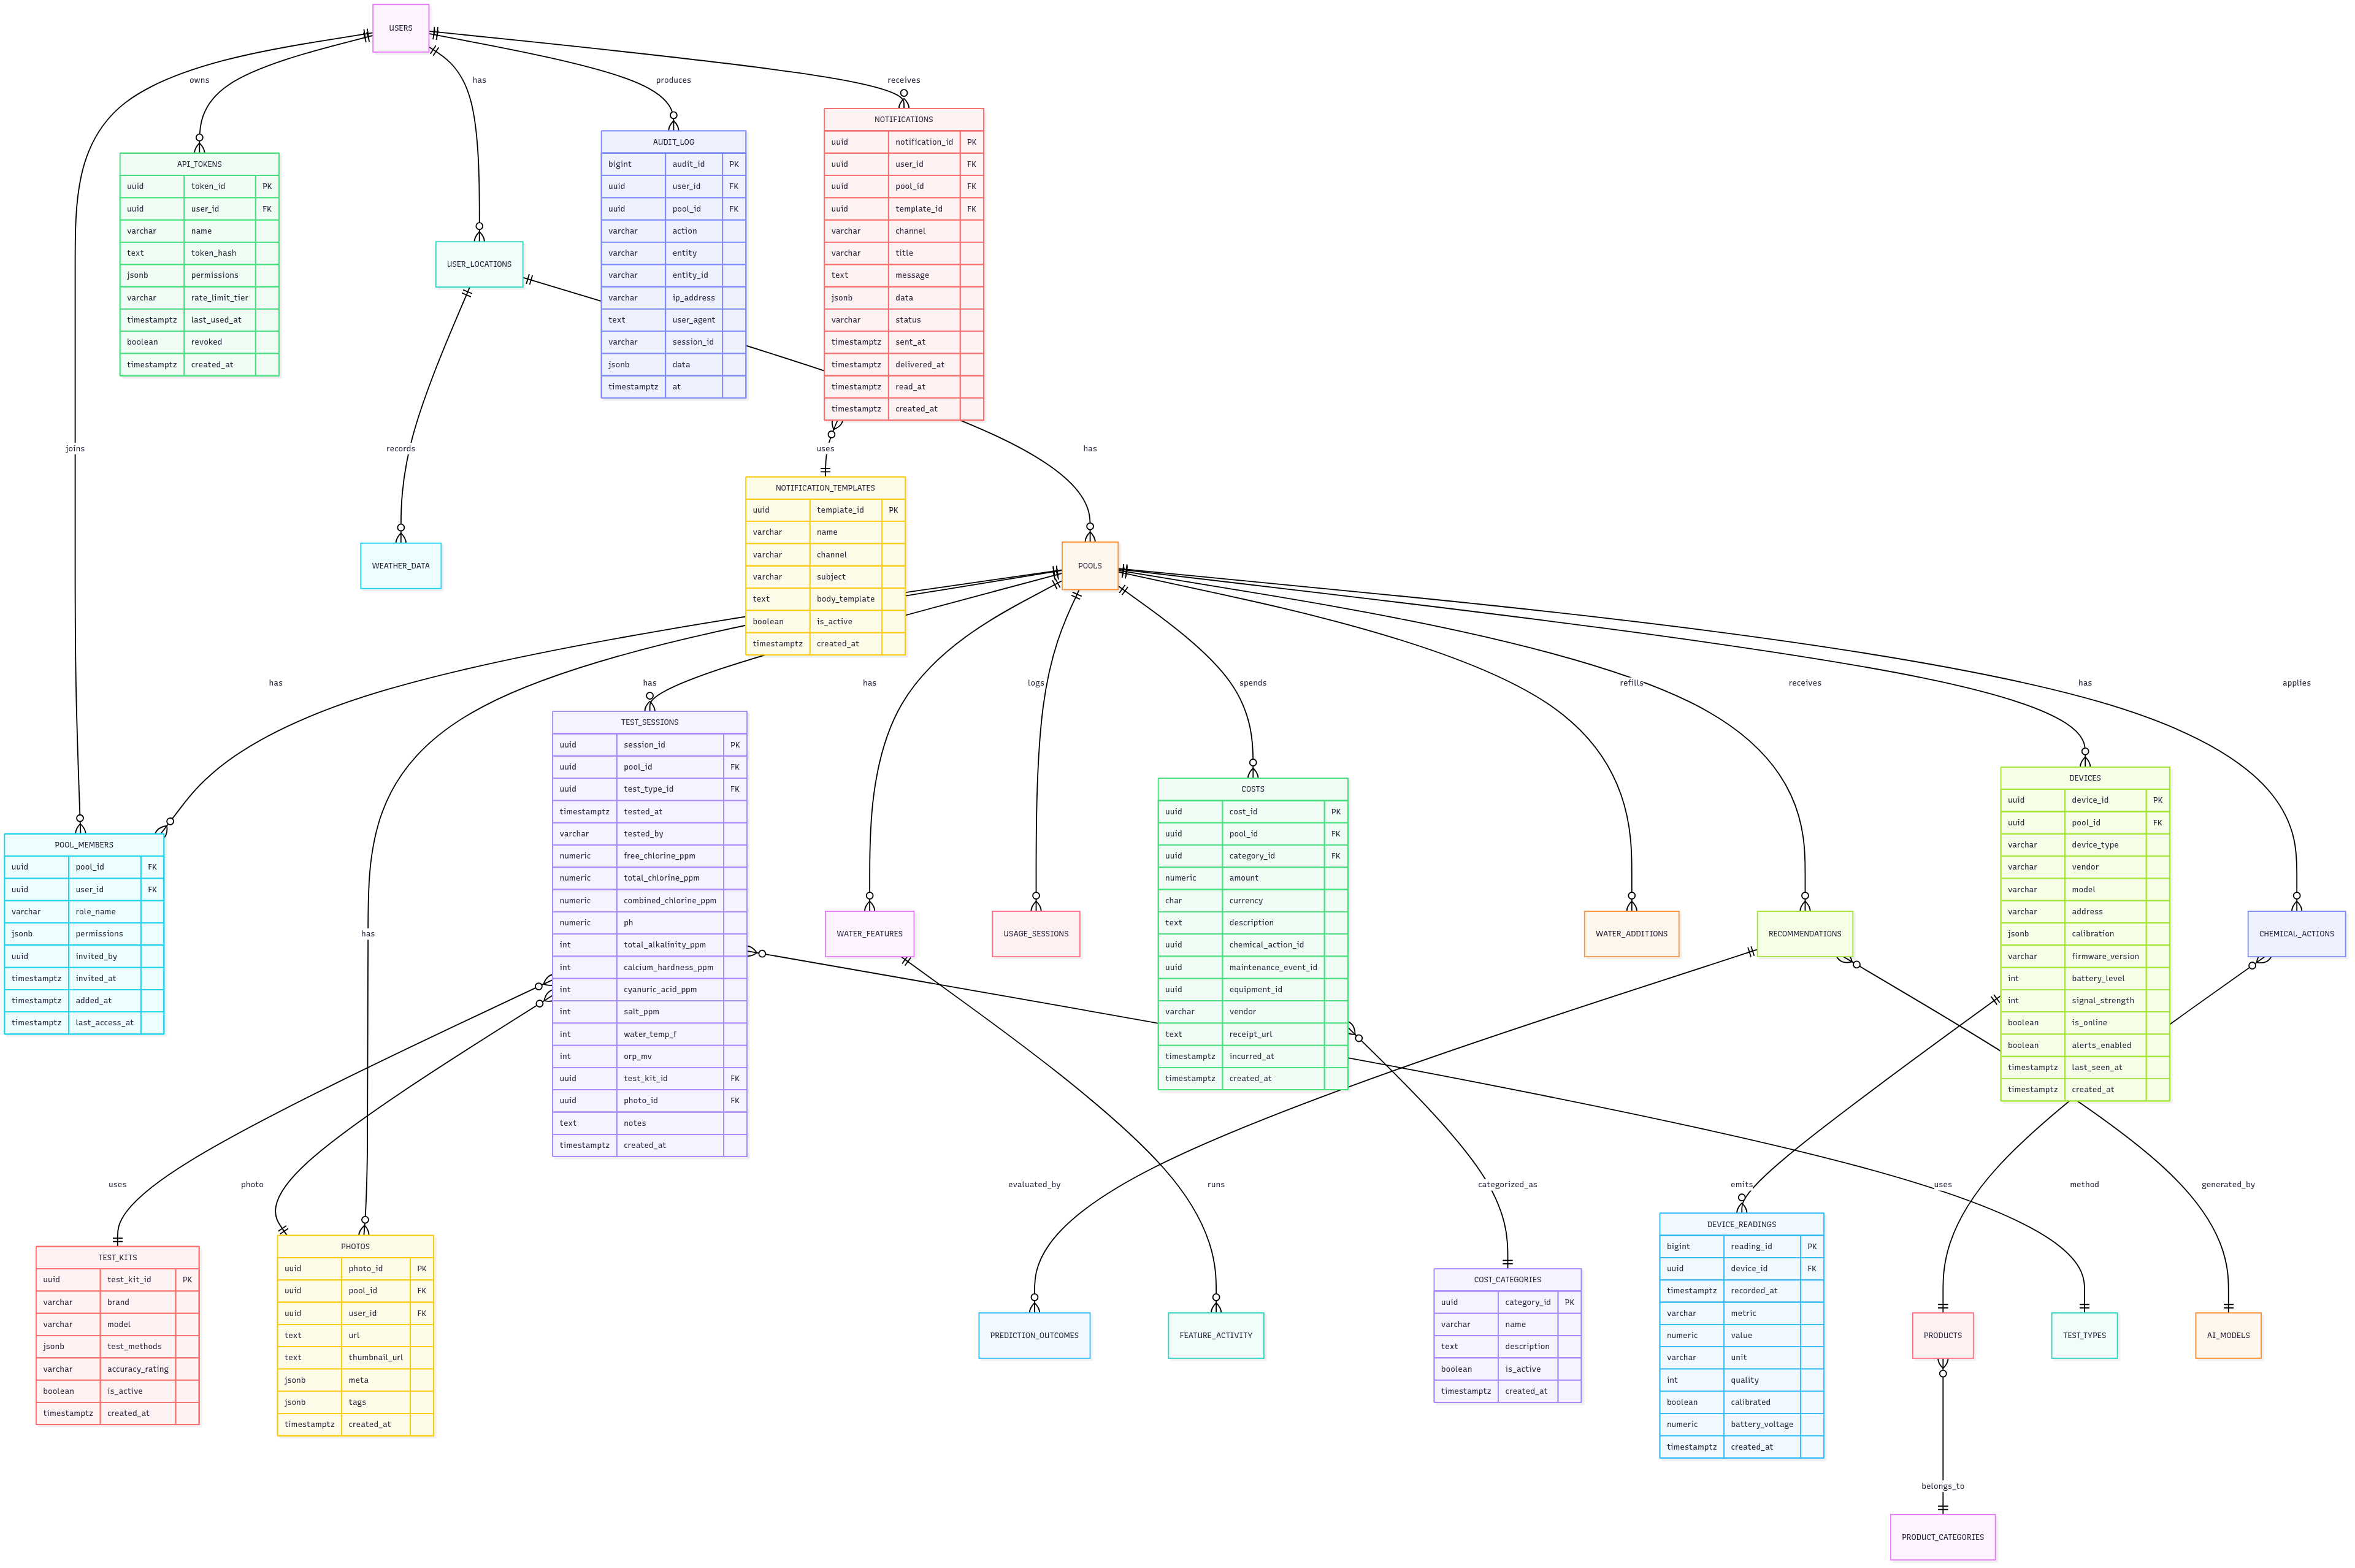 USERS
owns
has
produces
receives
API_TOKENS
uuid token_id PK
uuid user_id FK
varchar name
text token_hash
jsonb permissions
varchar rate_limit_tier
timestamptz last_used_at
boolean revoked
timestamptz created_at
USER_LOCATIONS
AUDIT_LOG
bigint audit_id PK
uuid user_id FK
uuid pool_id FK
varchar action
varchar entity
varchar entity_id
varchar ip_address
text user_agent
varchar session_id
jsonb data
timestamptz at
NOTIFICATIONS
uuid notification_id PK
uuid user_id FK
uuid pool_id FK
uuid template_id FK
varchar channel
varchar title
text message
jsonb data
varchar status
timestamptz sent_at
timestamptz delivered_at
timestamptz read_at
timestamptz created_at
joins
records
uses
has
WEATHER_DATA
NOTIFICATION_TEMPLATES
uuid template_id PK
varchar name
varchar channel
varchar subject
text body_template
boolean is_active
timestamptz created_at
POOLS
has
has
has
logs
spends
refills
receives
has
applies
POOL_MEMBERS
uuid pool_id FK
uuid user_id FK
varchar role_name
jsonb permissions
uuid invited_by
timestamptz invited_at
timestamptz added_at
timestamptz last_access_at
has
TEST_SESSIONS
uuid session_id PK
uuid pool_id FK
uuid test_type_id FK
timestamptz tested_at
varchar tested_by
numeric free_chlorine_ppm
numeric total_chlorine_ppm
numeric combined_chlorine_ppm
numeric ph
int total_alkalinity_ppm
int calcium_hardness_ppm
int cyanuric_acid_ppm
int salt_ppm
int water_temp_f
int orp_mv
uuid test_kit_id FK
uuid photo_id FK
text notes
timestamptz created_at
WATER_FEATURES
USAGE_SESSIONS
COSTS
uuid cost_id PK
uuid pool_id FK
uuid category_id FK
numeric amount
char currency
text description
uuid chemical_action_id
uuid maintenance_event_id
uuid equipment_id
varchar vendor
text receipt_url
timestamptz incurred_at
timestamptz created_at
WATER_ADDITIONS
RECOMMENDATIONS
DEVICES
uuid device_id PK
uuid pool_id FK
varchar device_type
varchar vendor
varchar model
varchar address
jsonb calibration
varchar firmware_version
int battery_level
int signal_strength
boolean is_online
boolean alerts_enabled
timestamptz last_seen_at
timestamptz created_at
CHEMICAL_ACTIONS
uses
photo
evaluated_by
runs
categorized_as
emits
uses
method
generated_by
TEST_KITS
uuid test_kit_id PK
varchar brand
varchar model
jsonb test_methods
varchar accuracy_rating
boolean is_active
timestamptz created_at
PHOTOS
uuid photo_id PK
uuid pool_id FK
uuid user_id FK
text url
text thumbnail_url
jsonb meta
jsonb tags
timestamptz created_at
PREDICTION_OUTCOMES
FEATURE_ACTIVITY
COST_CATEGORIES
uuid category_id PK
varchar name
text description
boolean is_active
timestamptz created_at
DEVICE_READINGS
bigint reading_id PK
uuid device_id FK
timestamptz recorded_at
varchar metric
numeric value
varchar unit
int quality
boolean calibrated
numeric battery_voltage
timestamptz created_at
PRODUCTS
TEST_TYPES
AI_MODELS
belongs_to
PRODUCT_CATEGORIES